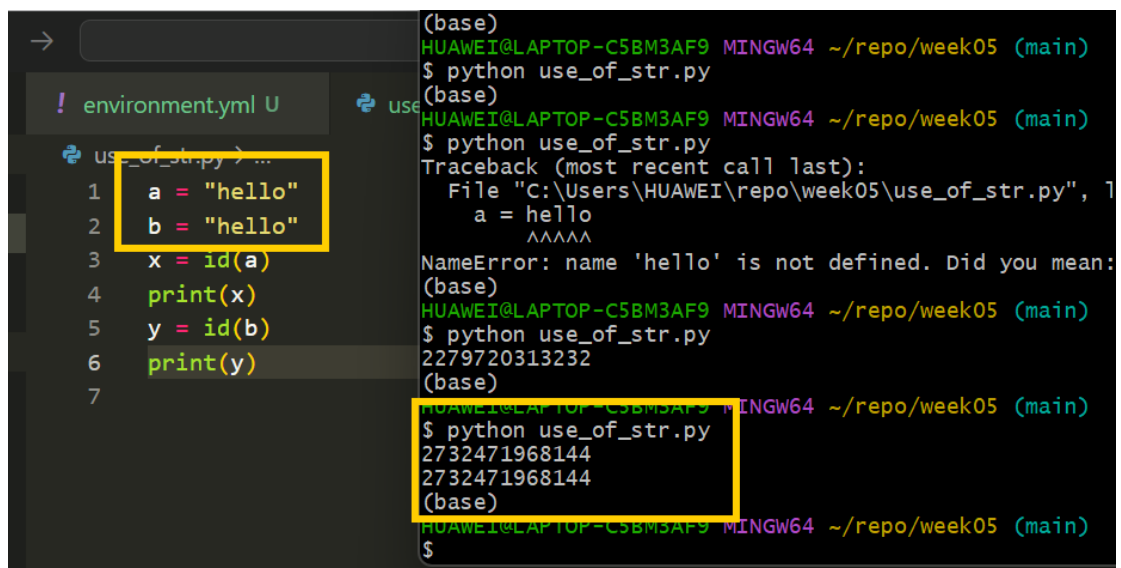 →
! environment.yml U
use
use_of_str.py > ...
1 a = "hello"
2 b = "hello"
3 x = id(a)
4 print(x)
5 y = id(b)
6 print(y)
7
(base)
HUAWEI@LAPTOP-C5BM3AF9 MINGW64 ~/repo/week05 (main)
$ python use_of_str.py
(base)
HUAWEI@LAPTOP-C5BM3AF9 MINGW64 ~/repo/week05 (main)
$ python use_of_str.py
Traceback (most recent call last):
  File "C:\Users\HUAWEI\repo\week05\use_of_str.py", l
    a = hello
        ^^^^^
NameError: name 'hello' is not defined. Did you mean:
(base)
HUAWEI@LAPTOP-C5BM3AF9 MINGW64 ~/repo/week05 (main)
$ python use_of_str.py
2279720313232
(base)
HUAWEI@LAPTOP-C5BM3AF9 MINGW64 ~/repo/week05 (main)
$ python use_of_str.py
2732471968144
2732471968144
(base)
HUAWEI@LAPTOP-C5BM3AF9 MINGW64 ~/repo/week05 (main)
$